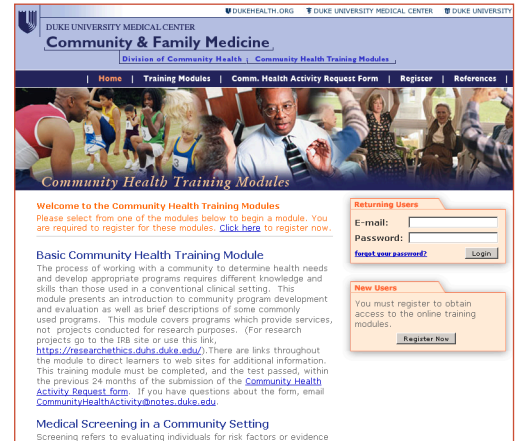 DUKEHEALTH.ORG DUKE UNIVERSITY MEDICAL CENTER DUKE UNIVERSITY
DUKE UNIVERSITY MEDICAL CENTER
Community & Family Medicine
Division of Community Health | Community Health Training Modules
| Home | Training Modules | Comm. Health Activity Request Form | Register | References |
Community Health Training Modules
Welcome to the Community Health Training Modules
Please select from one of the modules below to begin a module. You
are required to register for these modules. Click here to register now.
Basic Community Health Training Module
The process of working with a community to determine health needs
and develop appropriate programs requires different knowledge and
skills than those used in a conventional clinical setting. This
module presents an introduction to community program development
and evaluation as well as brief descriptions of some commonly
used programs. This module covers programs which provide services,
not projects conducted for research purposes. (For research
projects go to the IRB site or use this link,
https://researchethics.duhs.duke.edu/).There are links throughout
the module to direct learners to web sites for additional information.
This training module must be completed, and the test passed, within
the previous 24 months of the submission of the Community Health
Activity Request form. If you have questions about the form, email
CommunityHealthActivity@notes.duke.edu.
Medical Screening in a Community Setting
Screening refers to evaluating individuals for risk factors or evidence
Returning Users
E-mail:
Password:
forgot your password? Login
New Users
You must register to obtain
access to the online training
modules.
Register Now